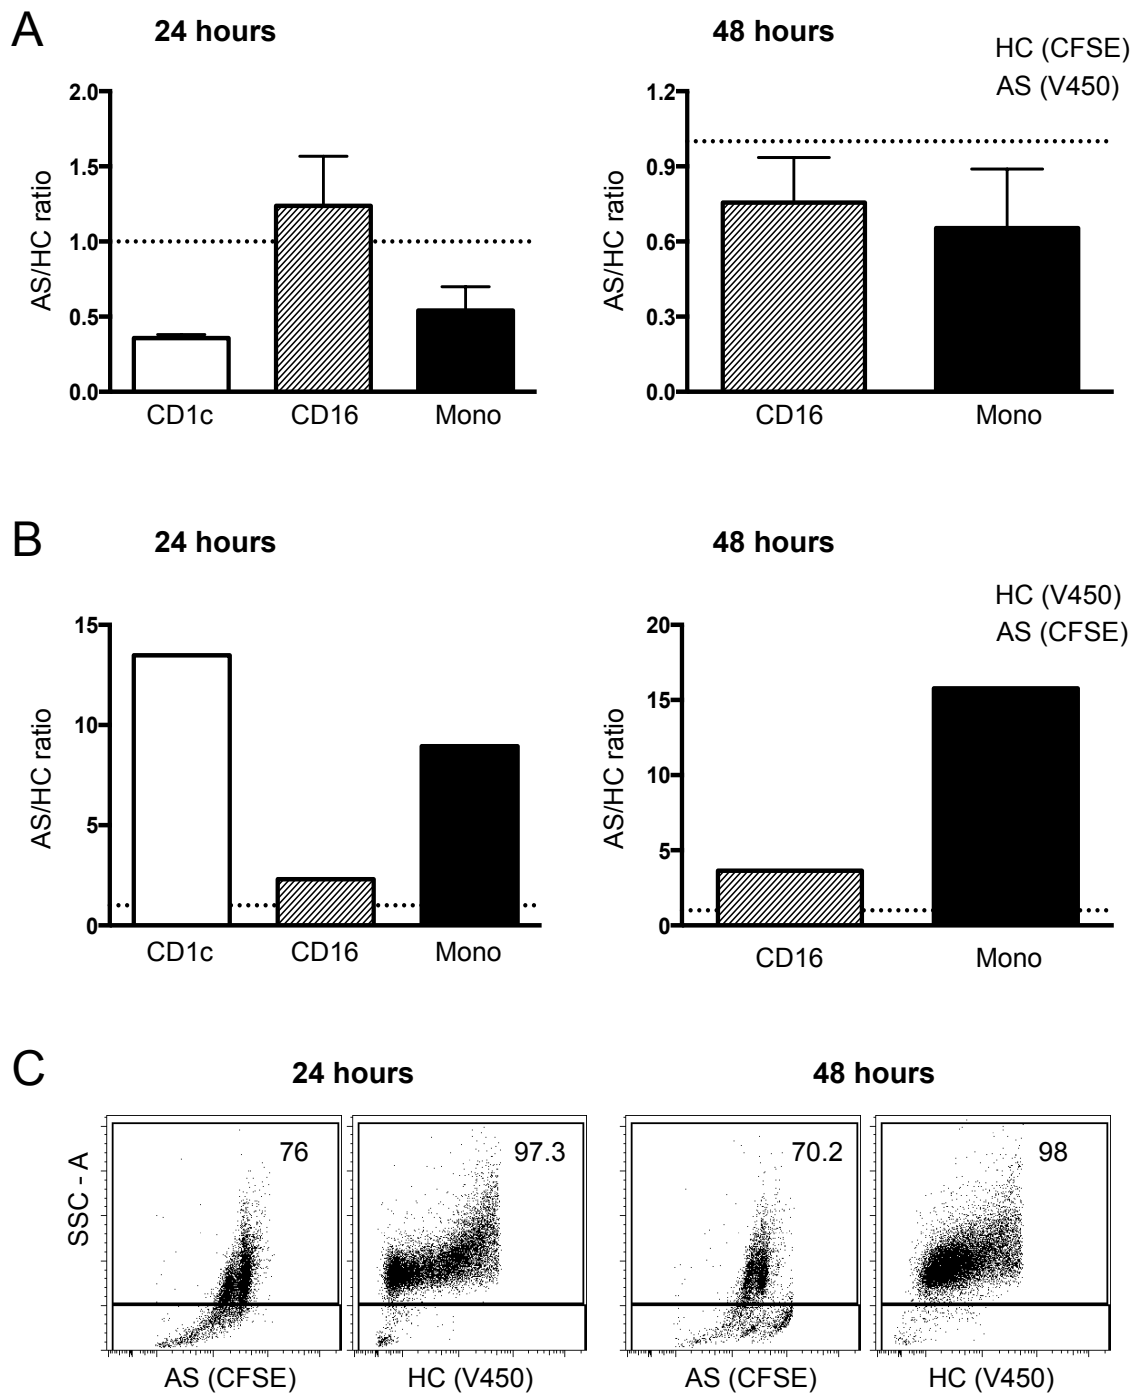 A
24 hours
48 hours
HC (CFSE)
AS (V450)
AS/HC ratio
2.0
1.5
1.0
0.5
0.0
CD1c CD16 Mono
AS/HC ratio
1.2
0.9
0.6
0.3
0.0
CD16 Mono
B
24 hours
48 hours
HC (V450)
AS (CFSE)
AS/HC ratio
15
10
5
0
CD1c CD16 Mono
AS/HC ratio
20
15
10
5
0
CD16 Mono
C
24 hours
48 hours
SSC - A
76
97.3
70.2
98
AS (CFSE) HC (V450) AS (CFSE) HC (V450)